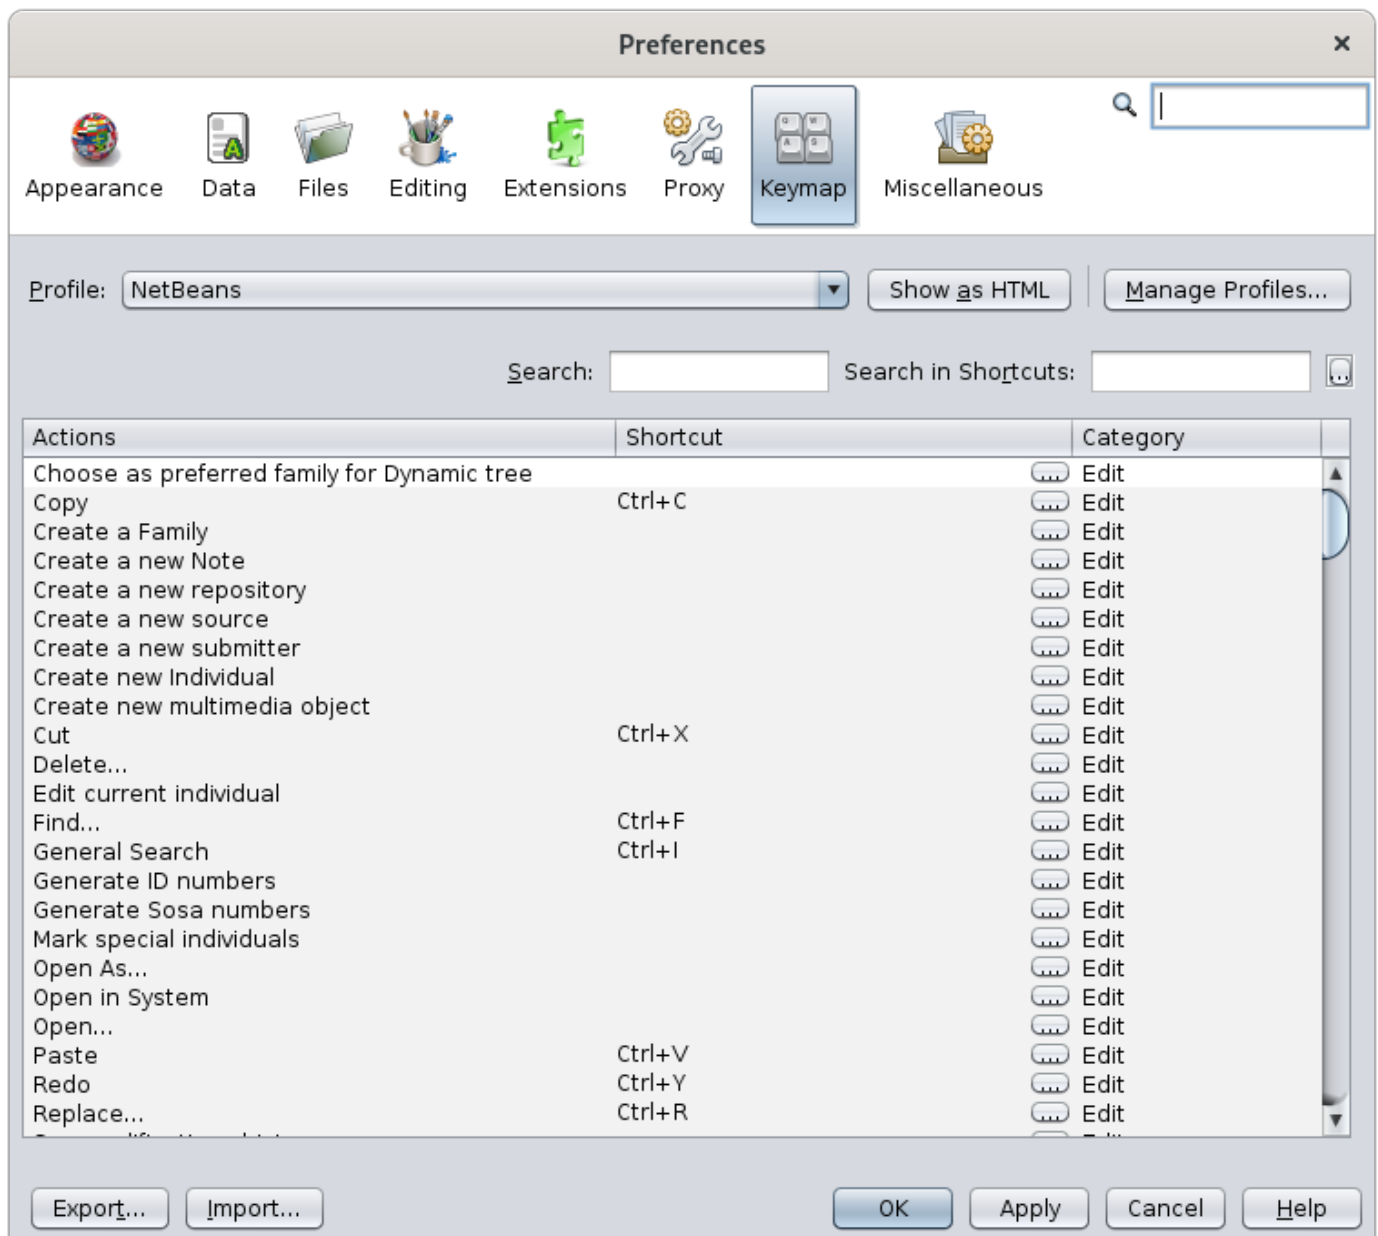 Preferences
Appearance Data Files Editing Extensions Proxy Keymap Miscellaneous
Profile: NetBeans Show as HTML Manage Profiles...
Search: Search in Shortcuts:
Actions Shortcut Category
Choose as preferred family for Dynamic tree Edit
Copy Ctrl+C Edit
Create a Family Edit
Create a new Note Edit
Create a new repository Edit
Create a new source Edit
Create a new submitter Edit
Create new Individual Edit
Create new multimedia object Edit
Cut Ctrl+X Edit
Delete... Edit
Edit current individual Edit
Find... Ctrl+F Edit
General Search Ctrl+I Edit
Generate ID numbers Edit
Generate Sosa numbers Edit
Mark special individuals Edit
Open As... Edit
Open in System Edit
Open... Edit
Paste Ctrl+V Edit
Redo Ctrl+Y Edit
Replace... Ctrl+R Edit
Export... Import... OK Apply Cancel Help